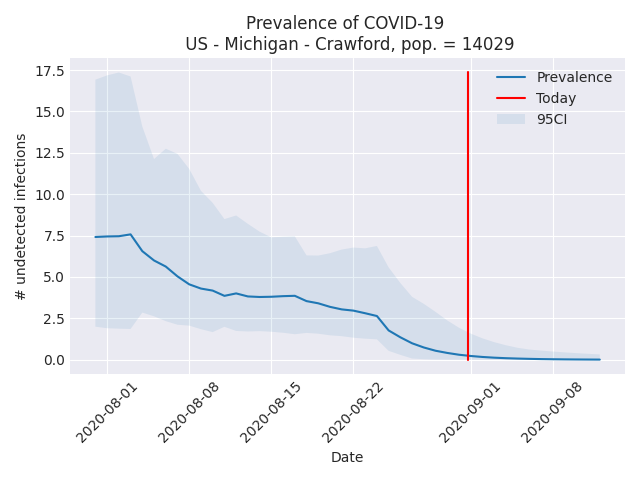 Prevalence of COVID-19
US - Michigan - Crawford, pop. = 14029
17.5
15.0
12.5
10.0
7.5
5.0
2.5
0.0
# undetected infections
Prevalence
Today
95CI
2020-08-01
2020-08-08
2020-08-15
2020-08-22
2020-09-01
2020-09-08
Date